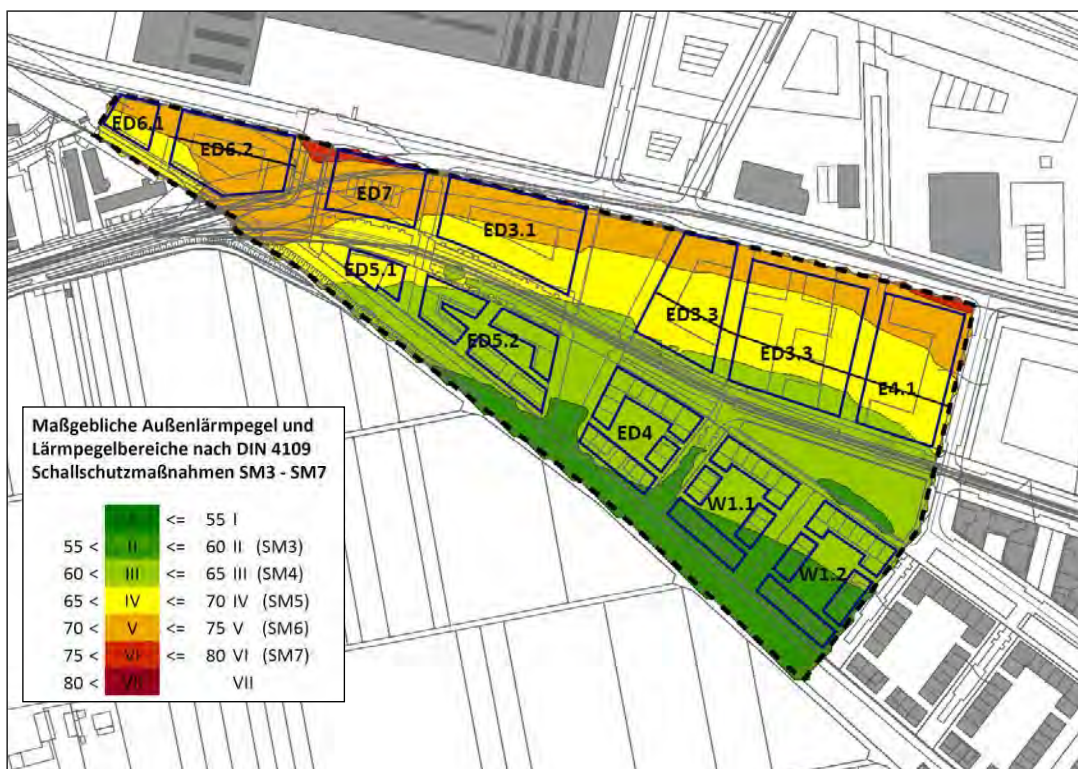 ED6.1
ED6.2
ED7
ED3.1
ED5.1
ED5.2
ED3.3
ED3.3
E4.1
ED4
W1.1
W1.2
Maßgebliche Außenlärmpegel und
Lärmpegelbereiche nach DIN 4109
Schallschutzmaßnahmen SM3 - SM7
I <= 55 I
55 < II <= 60 II (SM3)
60 < III <= 65 III (SM4)
65 < IV <= 70 IV (SM5)
70 < V <= 75 V (SM6)
75 < VI <= 80 VI (SM7)
80 < VII VII